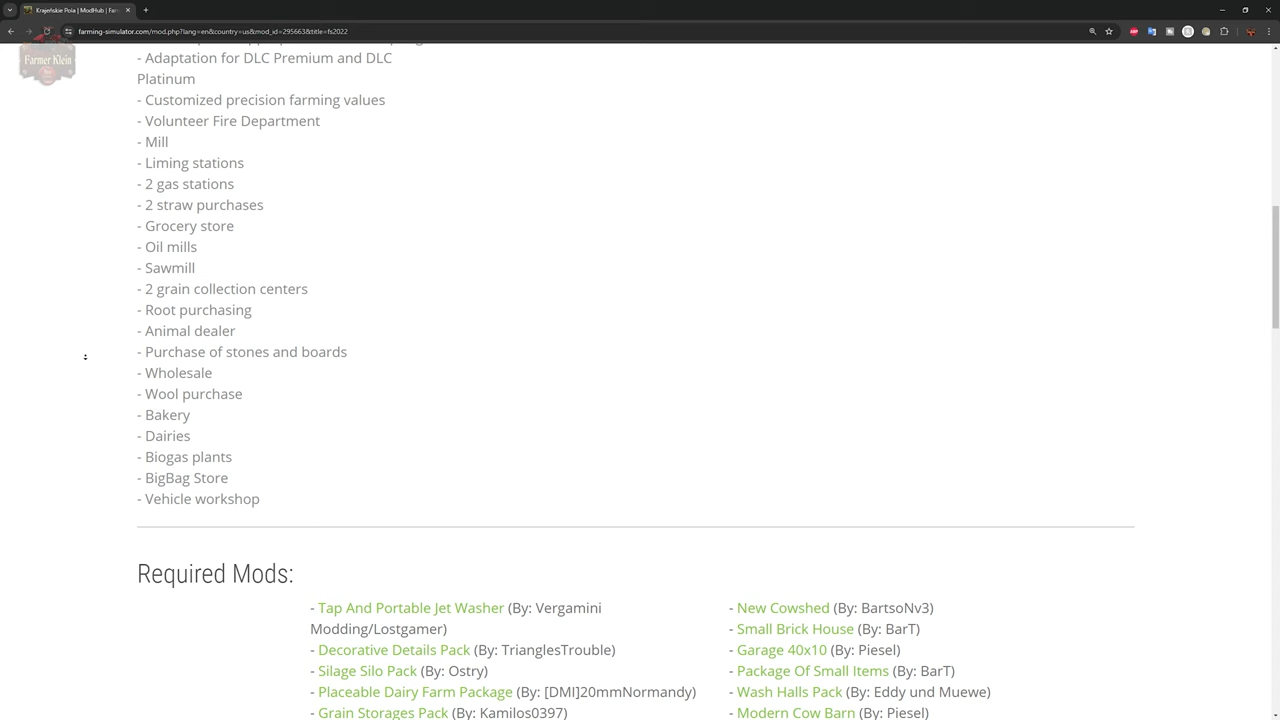 Krajeńskie Pola | ModHub | Far
farming-simulator.com/mod.php?lang=en&country=us&mod_id=295663&title=fs2022
Farmer Klein
- Adaptation for DLC Premium and DLC
Platinum
- Customized precision farming values
- Volunteer Fire Department
- Mill
- Liming stations
- 2 gas stations
- 2 straw purchases
- Grocery store
- Oil mills
- Sawmill
- 2 grain collection centers
- Root purchasing
- Animal dealer
- Purchase of stones and boards
- Wholesale
- Wool purchase
- Bakery
- Dairies
- Biogas plants
- BigBag Store
- Vehicle workshop
Required Mods:
- Tap And Portable Jet Washer (By: Vergamini
Modding/Lostgamer)
- Decorative Details Pack (By: TrianglesTrouble)
- Silage Silo Pack (By: Ostry)
- Placeable Dairy Farm Package (By: [DMI]20mmNormandy)
- Grain Storages Pack (By: Kamilos0397)
- New Cowshed (By: BartsoNv3)
- Small Brick House (By: BarT)
- Garage 40x10 (By: Piesel)
- Package Of Small Items (By: BarT)
- Wash Halls Pack (By: Eddy und Muewe)
- Modern Cow Barn (By: Piesel)